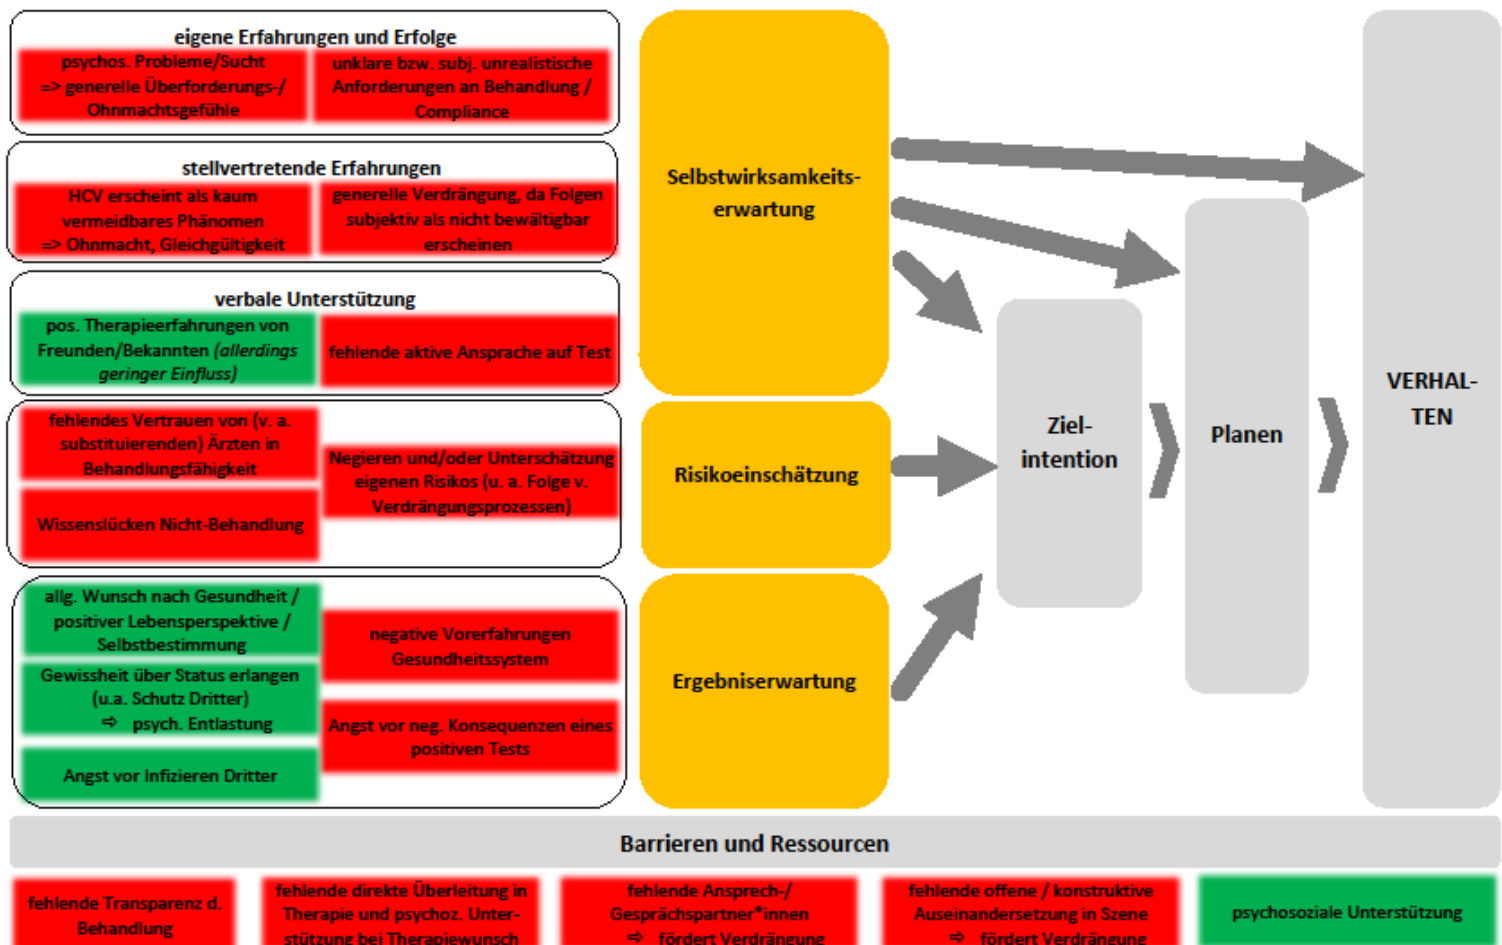 eigene Erfahrungen und Erfolge
psychos. Probleme/Sucht
=> generelle Überforderungs-/
Ohnmachtsgefühle
unklare bzw. subj. unrealistische
Anforderungen an Behandlung /
Compliance
stellvertretende Erfahrungen
HCV erscheint als kaum
vermeidbares Phänomen
=> Ohnmacht, Gleichgültigkeit
generelle Verdrängung, da Folgen
subjektiv als nicht bewältigbar
erscheinen
verbale Unterstützung
pos. Therapieerfahrungen von
Freunden/Bekannten (allerdings
geringer Einfluss)
fehlende aktive Ansprache auf Test
fehlendes Vertrauen von (v. a.
substituierenden) Ärzten in
Behandlungsfähigkeit
Wissenslücken Nicht-Behandlung
Negieren und/oder Unterschätzung
eigenen Risikos (u. a. Folge v.
Verdrängungsprozessen)
allg. Wunsch nach Gesundheit /
positiver Lebensperspektive /
Selbstbestimmung
Gewissheit über Status erlangen
(u.a. Schutz Dritter)
⇨ psych. Entlastung
Angst vor Infizieren Dritter
negative Vorerfahrungen
Gesundheitssystem
Angst vor neg. Konsequenzen eines
positiven Tests
Selbstwirksamkeits-
erwartung
Risikoeinschätzung
Ergebniserwartung
Ziel-
intention
Planen
VERHAL-
TEN
Barrieren und Ressourcen
fehlende Transparenz d.
Behandlung
fehlende direkte Überleitung in
Therapie und psychoz. Unter-
stützung bei Therapiewunsch
fehlende Ansprech-/
Gesprächspartner*innen
⇨ fördert Verdrängung
fehlende offene / konstruktive
Auseinandersetzung in Szene
⇨ fördert Verdrängung
psychosoziale Unterstützung